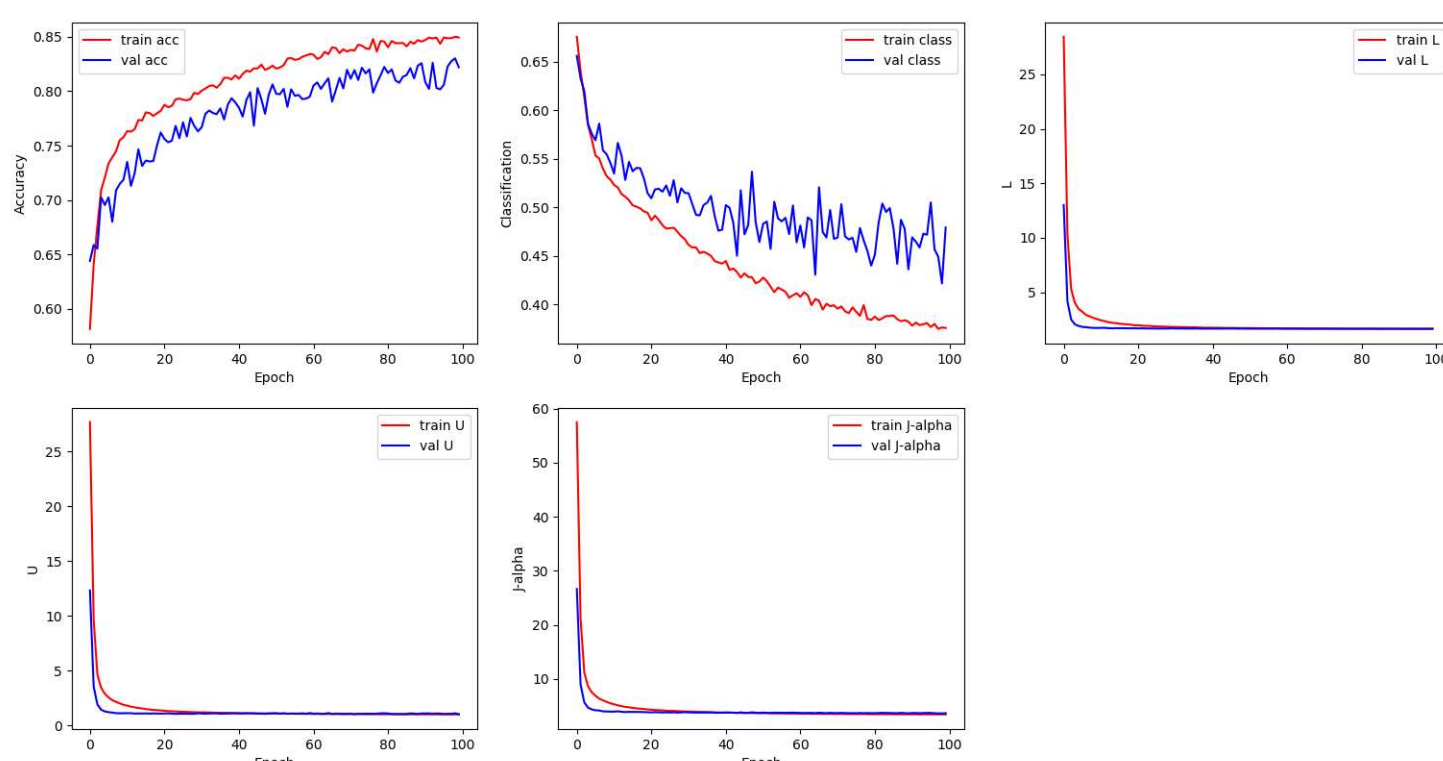 train acc
val acc
0.85
0.80
0.75
0.70
0.65
0.60
Accuracy
0 20 40 60 80 100
Epoch
train class
val class
0.65
0.60
0.55
0.50
0.45
0.40
Classification
0 20 40 60 80 100
Epoch
train L
val L
25
20
15
10
5
L
0 20 40 60 80 100
Epoch
train U
val U
25
20
15
10
5
0
U
0 20 40 60 80 100
Epoch
train J-alpha
val J-alpha
60
50
40
30
20
10
J-alpha
0 20 40 60 80 100
Epoch